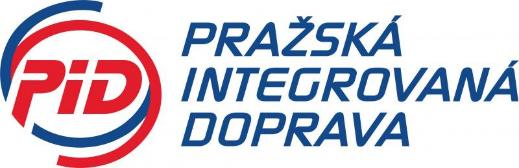 PID
PRAŽSKÁ
INTEGROVANÁ
DOPRAVA